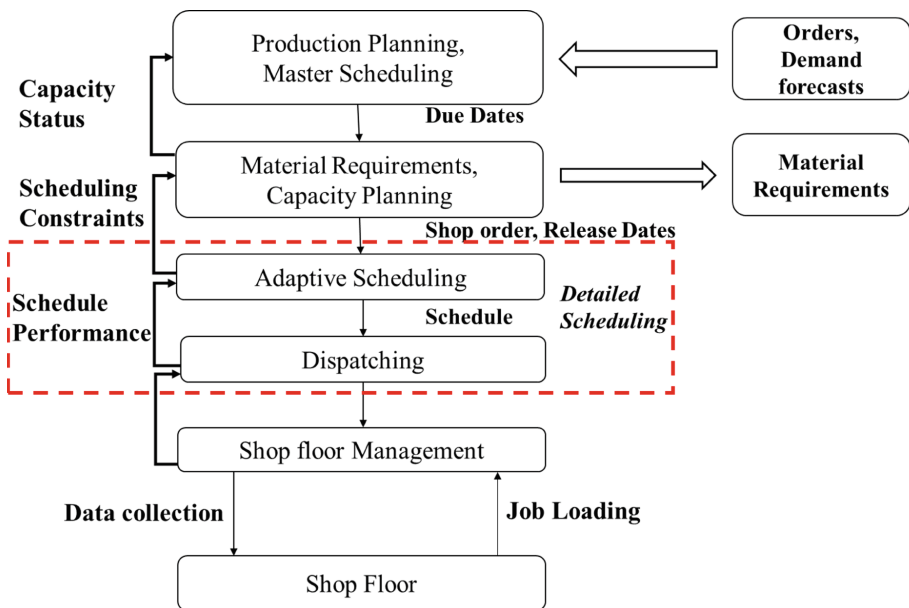 Production Planning,
Master Scheduling
Orders,
Demand
forecasts
Capacity
Status
Due Dates
Material Requirements,
Capacity Planning
Material
Requirements
Scheduling
Constraints
Shop order, Release Dates
Adaptive Scheduling
Schedule
Performance
Schedule
Detailed
Scheduling
Dispatching
Shop floor Management
Data collection
Job Loading
Shop Floor